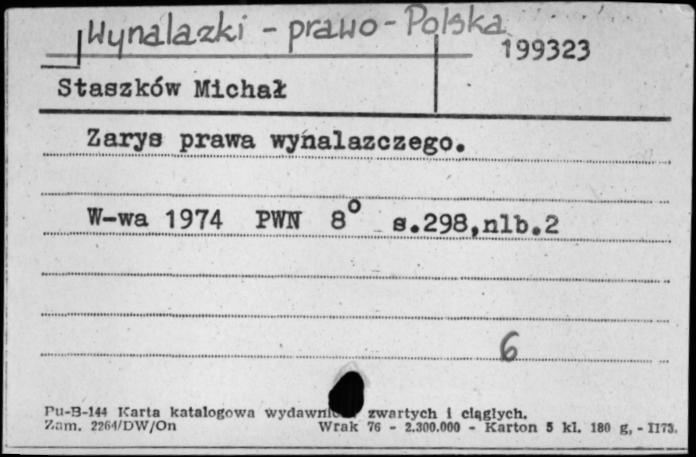 Wynalazki - prawo - Polska
199323
Staszków Michał
Zarys prawa wynalazczego.
W-wa 1974 PWN 8° s.298,nlb.2
6
Pu-B-144 Karta katalogowa zwartych i ciągłych.
Zam. 2264/DW/On Wrak 76 - 2.300.000 - Karton 5 kl. 180 g, - I173.